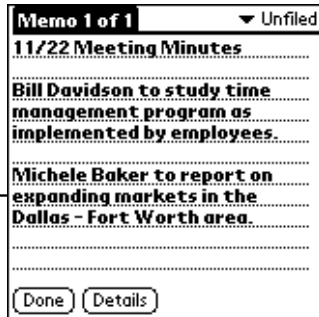 Memo 1 of 1 Unfiled
11/22 Meeting Minutes
Bill Davidson to study time
management program as
implemented by employees.
Michele Baker to report on
expanding markets in the
Dallas - Fort Worth area.
Done Details